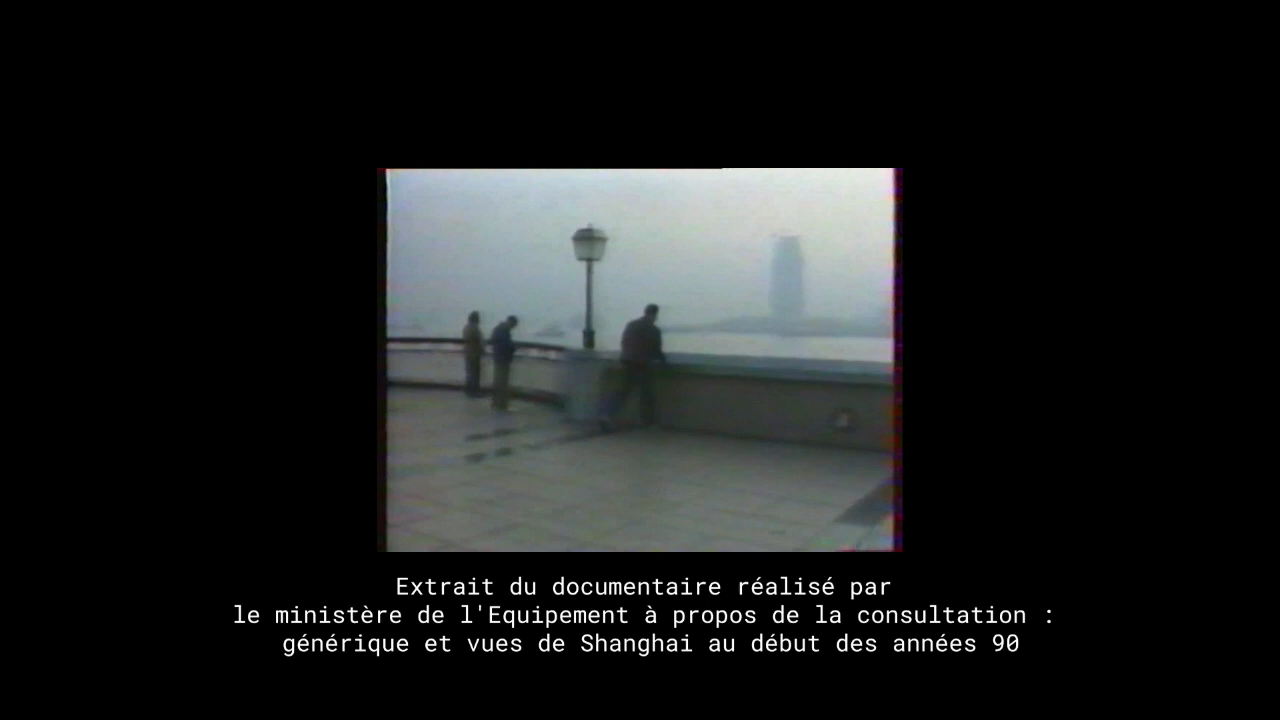 Extrait du documentaire réalisé par
le ministère de l'Equipement à propos de la consultation :
générique et vues de Shanghai au début des années 90